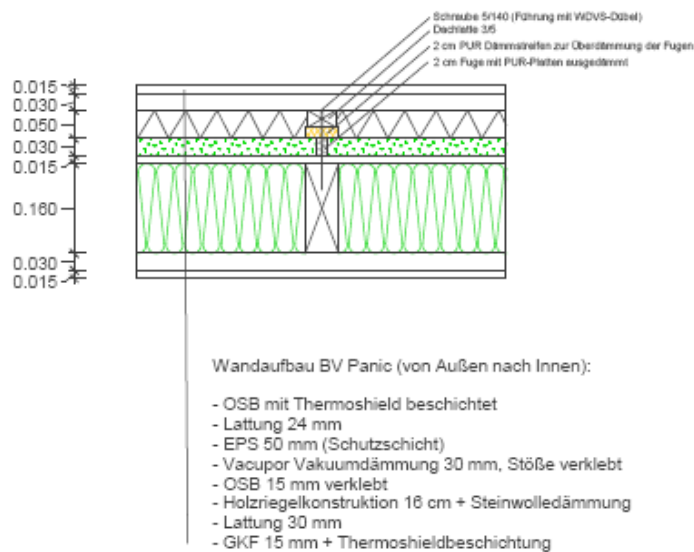 Schraube 5/140 (Führung mit WDVS-Dübel)
Dachlatte 3/5
2 cm PUR Dämmstreifen zur Überdämmung der Fugen
2 cm Fuge mit PUR-Platten ausgedämmt
0.015
0.030
0.050
0.030
0.015
0.160
0.030
0.015
Wandaufbau BV Panic (von Außen nach Innen):
- OSB mit Thermoshield beschichtet
- Lattung 24 mm
- EPS 50 mm (Schutzschicht)
- Vacupor Vakuumdämmung 30 mm, Stöße verklebt
- OSB 15 mm verklebt
- Holzriegelkonstruktion 16 cm + Steinwolledämmung
- Lattung 30 mm
- GKF 15 mm + Thermoshieldbeschichtung